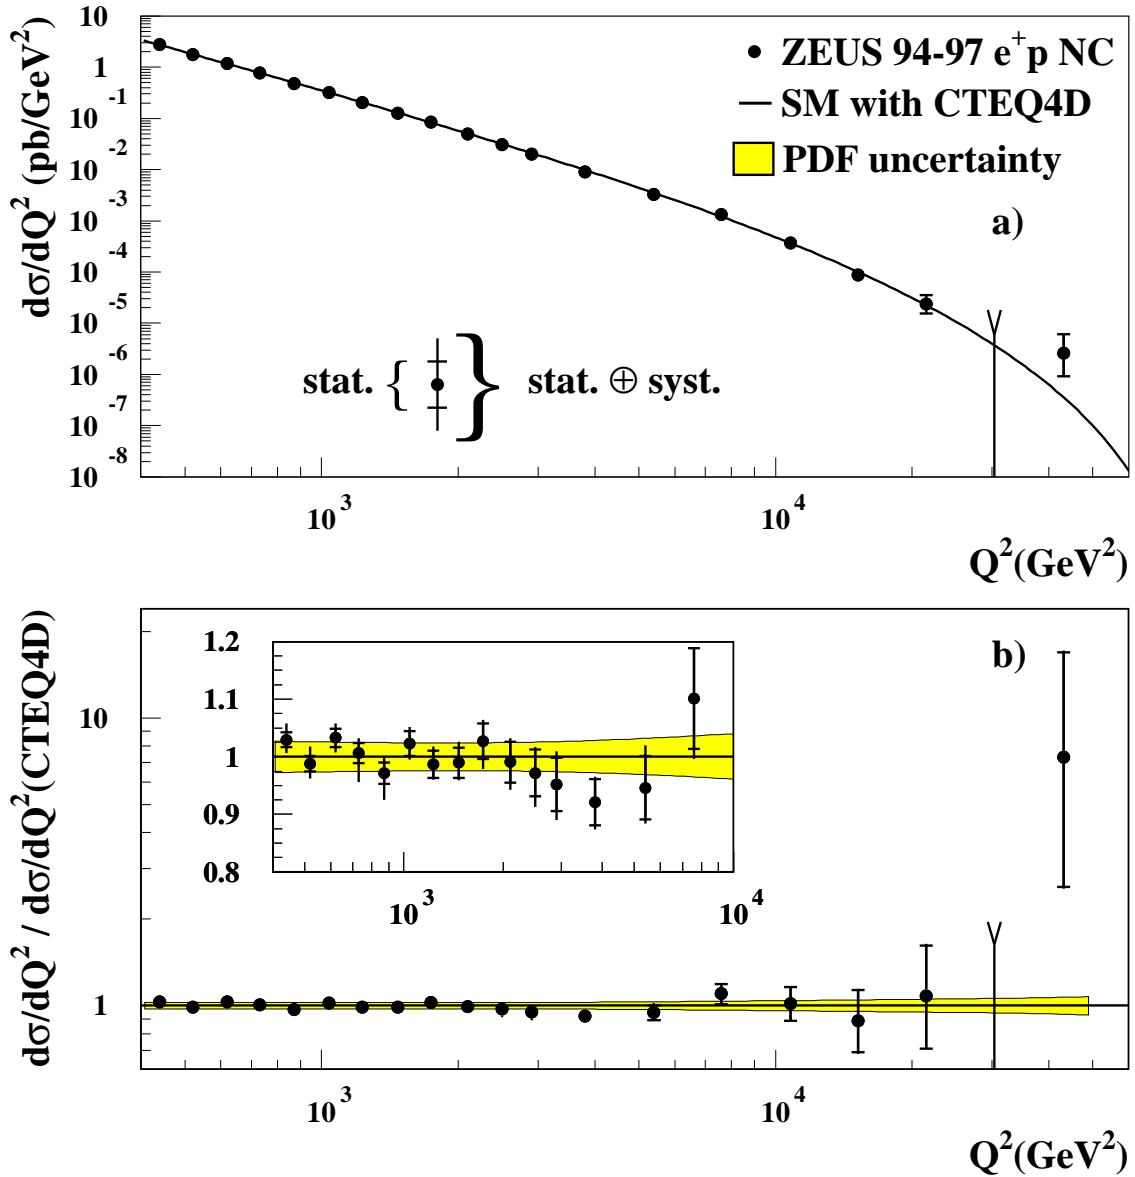 dσ/dQ² (pb/GeV²)
10
1
10⁻¹
10⁻²
10⁻³
10⁻⁴
10⁻⁵
10⁻⁶
10⁻⁷
10⁻⁸
ZEUS 94-97 e⁺p NC
SM with CTEQ4D
PDF uncertainty
a)
stat. { } stat. ⊕ syst.
10³ 10⁴
Q²(GeV²)
dσ/dQ² / dσ/dQ²(CTEQ4D)
10
1
b)
1.2
1.1
1
0.9
0.8
10³ 10⁴
10³ 10⁴
Q²(GeV²)